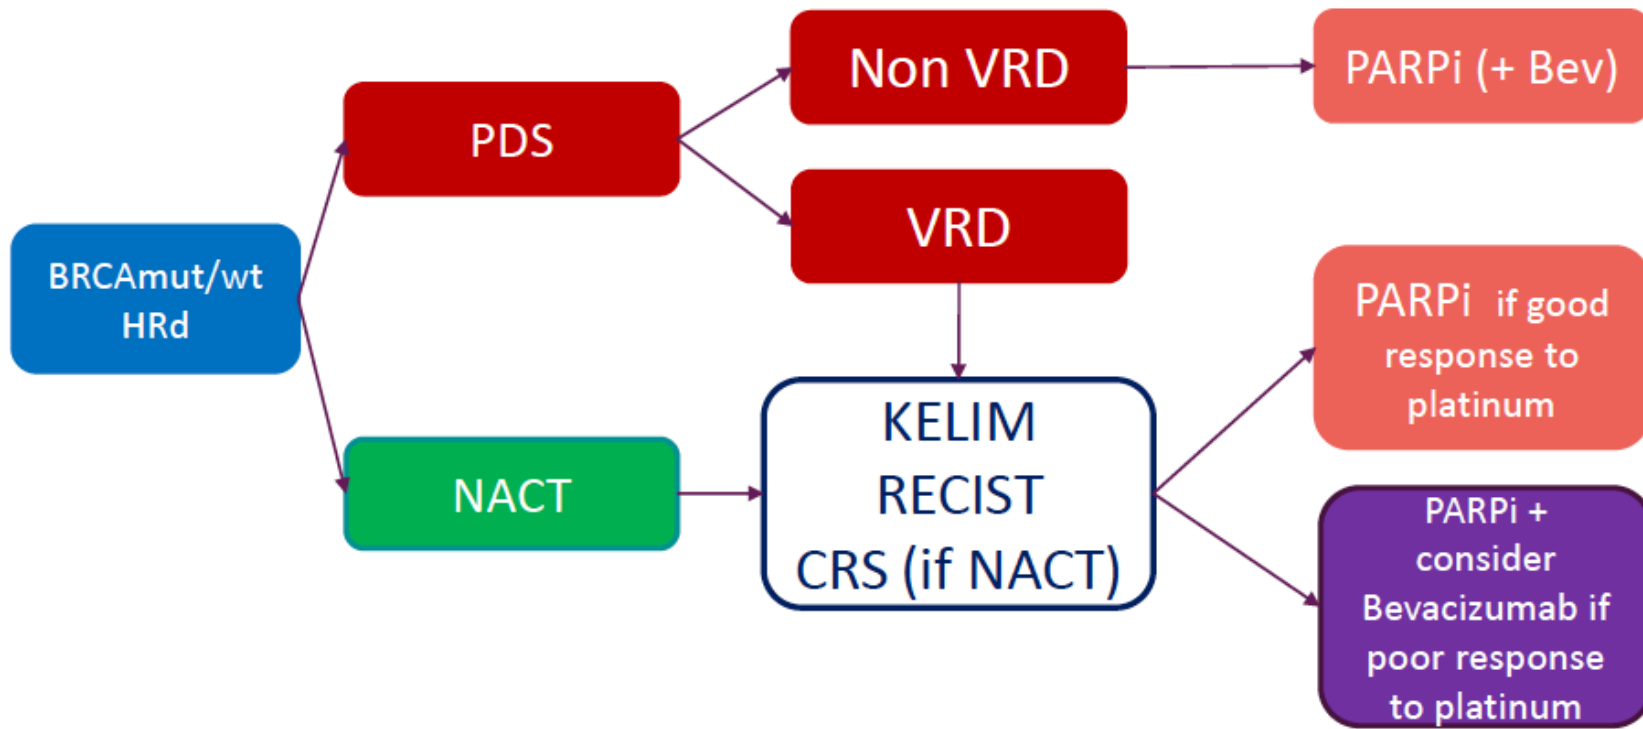 BRCAmut/wt
HRd
PDS
NACT
Non VRD
VRD
KELIM
RECIST
CRS (if NACT)
PARPi (+ Bev)
PARPi if good
response to
platinum
PARPi +
consider
Bevacizumab if
poor response
to platinum